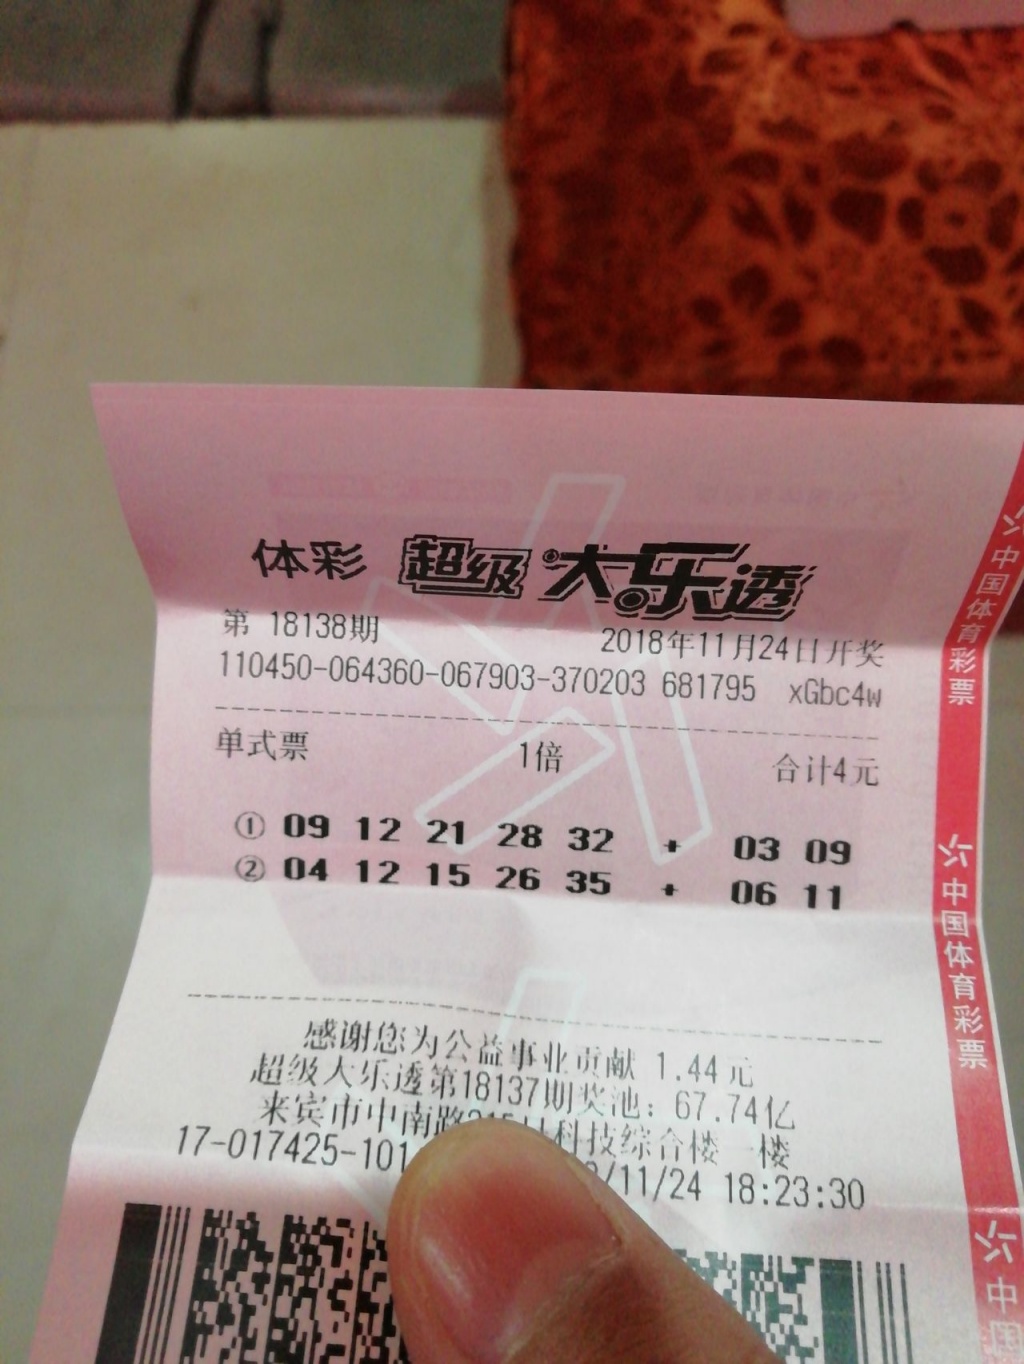 体彩 超级大乐透
第 18138期 2018年11月24日开奖
110450-064360-067903-370203 681795 xGbc4w
单式票 1倍 合计4元
① 09 12 21 28 32 + 03 09
② 04 12 15 26 35 + 06 11
感谢您为公益事业贡献 1.44元
超级大乐透第18137期奖池：67.74亿
来宾市中南路 科技综合楼一楼
17-017425-101 /11/24 18:23:30
中国体育彩票
中国体育彩票
中国